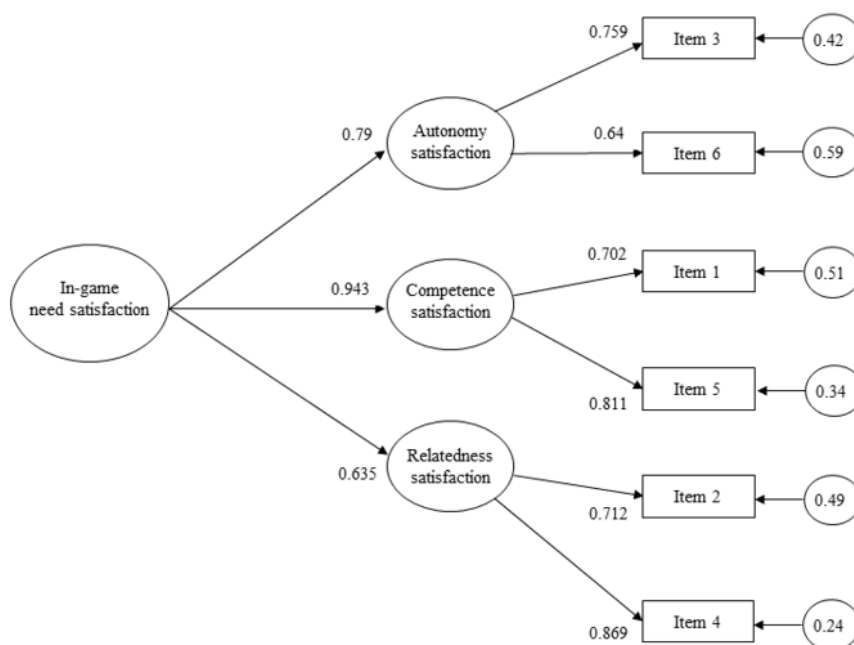 0.759
Item 3
0.42
0.79
Autonomy
satisfaction
0.64
Item 6
0.59
In-game
need satisfaction
0.943
Competence
satisfaction
0.702
Item 1
0.51
0.811
Item 5
0.34
0.635
Relatedness
satisfaction
0.712
Item 2
0.49
0.869
Item 4
0.24